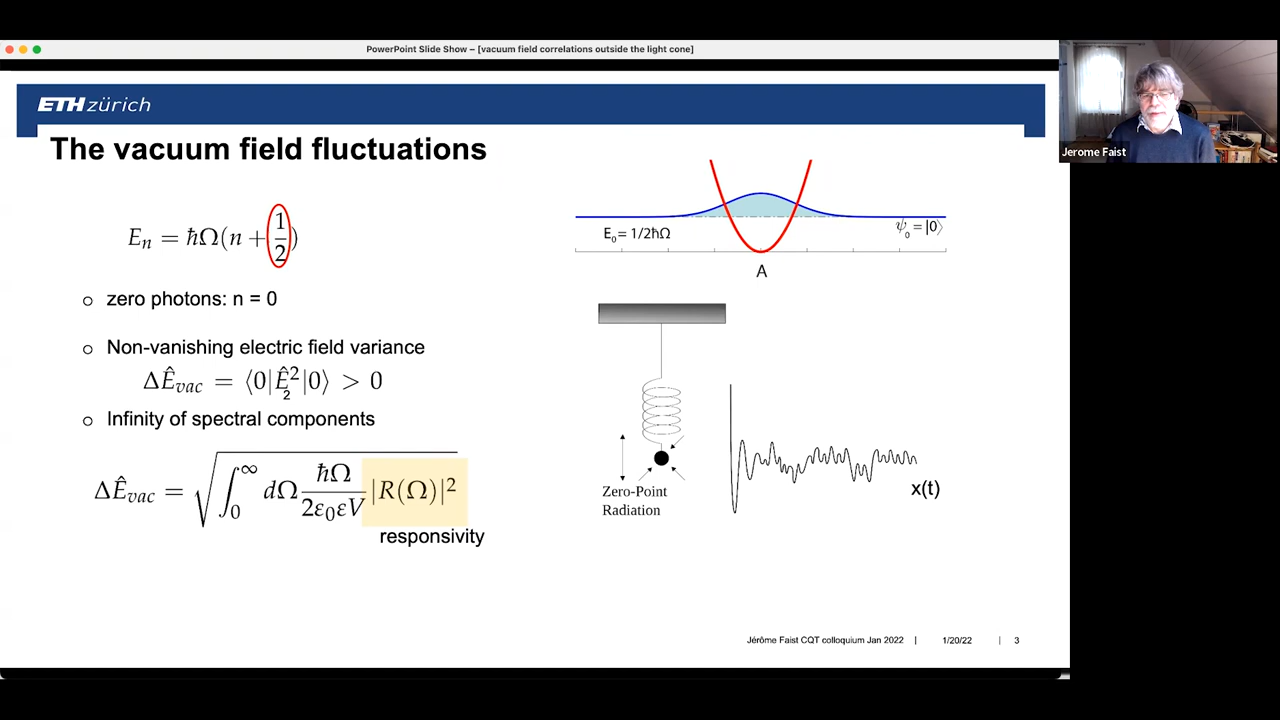 PowerPoint Slide Show – [vacuum field correlations outside the light cone]
ETH zürich
The vacuum field fluctuations
E_n = ħΩ(n + 1/2)
○ zero photons: n = 0
○ Non-vanishing electric field variance
ΔÊ_vac = ⟨0|Ê²|0⟩ > 0
2
○ Infinity of spectral components
ΔÊ_vac = √(∫₀^∞ dΩ ħΩ/(2ε₀εV) |R(Ω)|²)
responsivity
E₀ = 1/2ħΩ
ψ₀ = |0⟩
A
Zero-Point
Radiation
x(t)
Jérôme Faist CQT colloquium Jan 2022 | 1/20/22 | 3
Jerome Faist